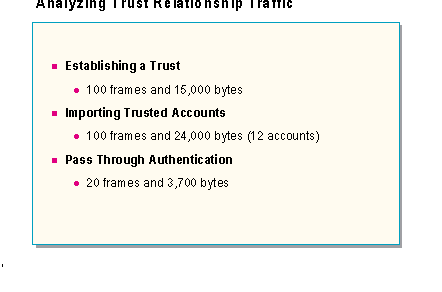 Analyzing Trust Relationship Traffic
Establishing a Trust
100 frames and 15,000 bytes
Importing Trusted Accounts
100 frames and 24,000 bytes (12 accounts)
Pass Through Authentication
20 frames and 3,700 bytes